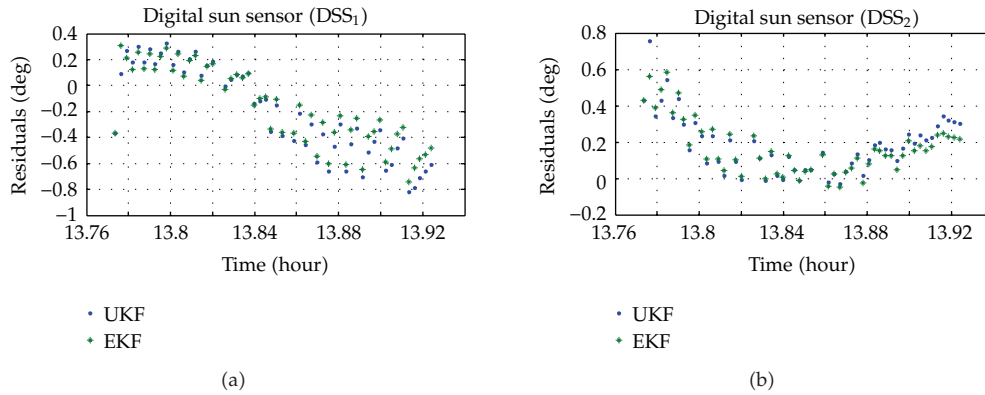 Digital sun sensor (DSS₁)
Residuals (deg)
0.4
0.2
0
−0.2
−0.4
−0.6
−0.8
−1
13.76
13.8
13.84
13.88
13.92
Time (hour)
UKF
EKF
(a)
Digital sun sensor (DSS₂)
Residuals (deg)
0.8
0.6
0.4
0.2
0
−0.2
13.76
13.8
13.84
13.88
13.92
Time (hour)
UKF
EKF
(b)